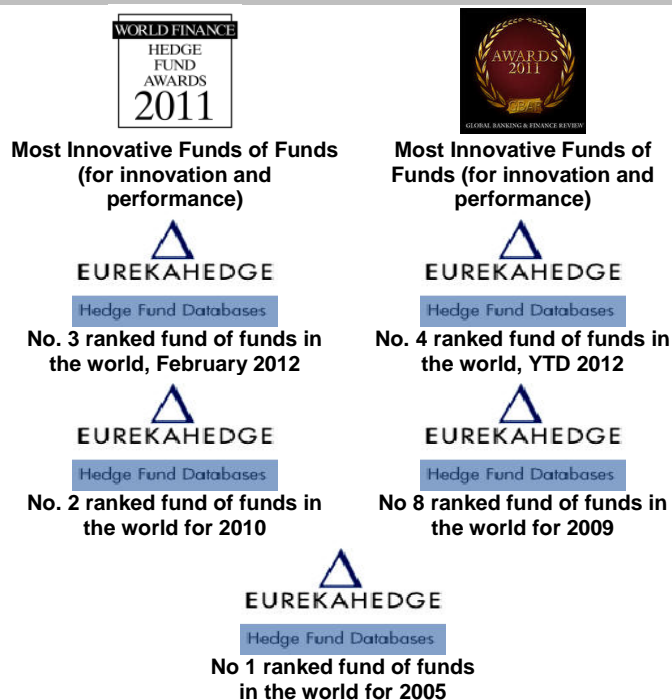 WORLD FINANCE
HEDGE
FUND
AWARDS
2011
AWARDS
2011
GBAF
GLOBAL BANKING & FINANCE REVIEW
Most Innovative Funds of Funds
(for innovation and
performance)
Most Innovative Funds of
Funds (for innovation and
performance)
EUREKAHEDGE
Hedge Fund Databases
No. 3 ranked fund of funds in
the world, February 2012
EUREKAHEDGE
Hedge Fund Databases
No. 4 ranked fund of funds in
the world, YTD 2012
EUREKAHEDGE
Hedge Fund Databases
No. 2 ranked fund of funds in
the world for 2010
EUREKAHEDGE
Hedge Fund Databases
No 8 ranked fund of funds in
the world for 2009
EUREKAHEDGE
Hedge Fund Databases
No 1 ranked fund of funds
in the world for 2005